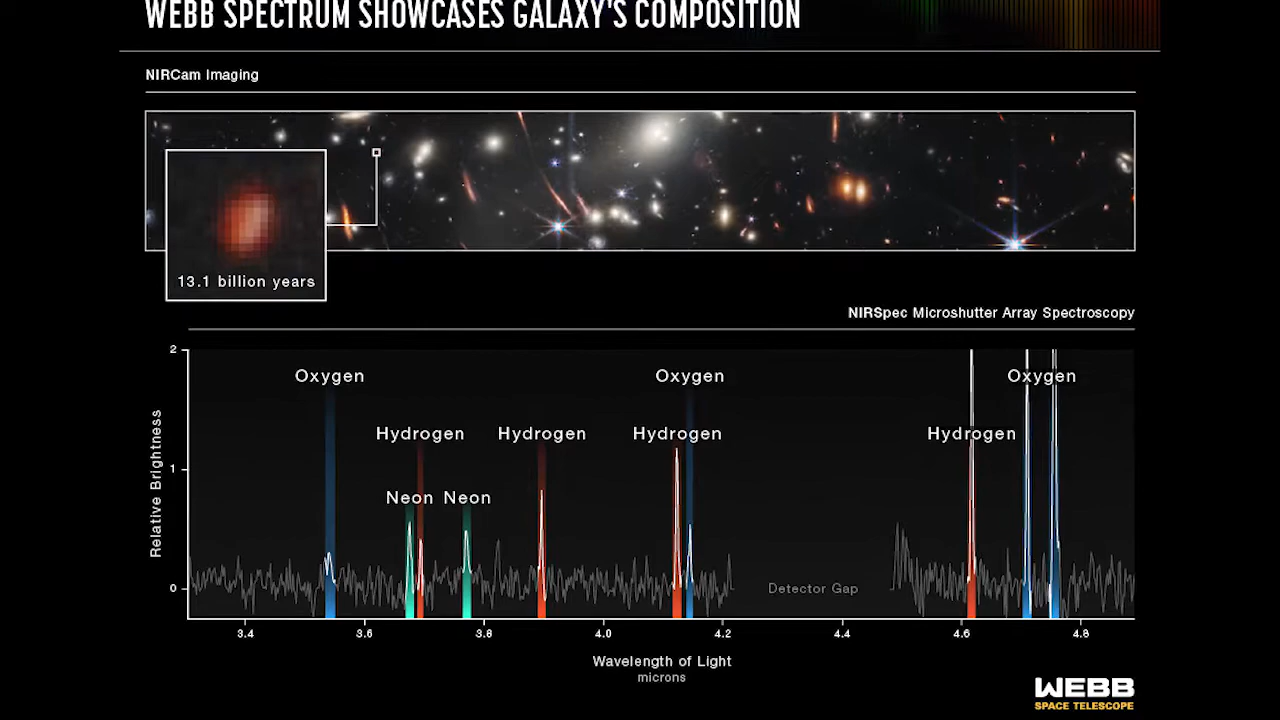 WEBB SPECTRUM SHOWCASES GALAXY'S COMPOSITION
NIRCam Imaging
13.1 billion years
NIRSpec Microshutter Array Spectroscopy
2
Oxygen
Oxygen
Oxygen
Hydrogen
Hydrogen
Hydrogen
Hydrogen
1
Neon
Neon
Relative Brightness
0
Detector Gap
3.4
3.6
3.8
4.0
4.2
4.4
4.6
4.8
Wavelength of Light
microns
WEBB
SPACE TELESCOPE